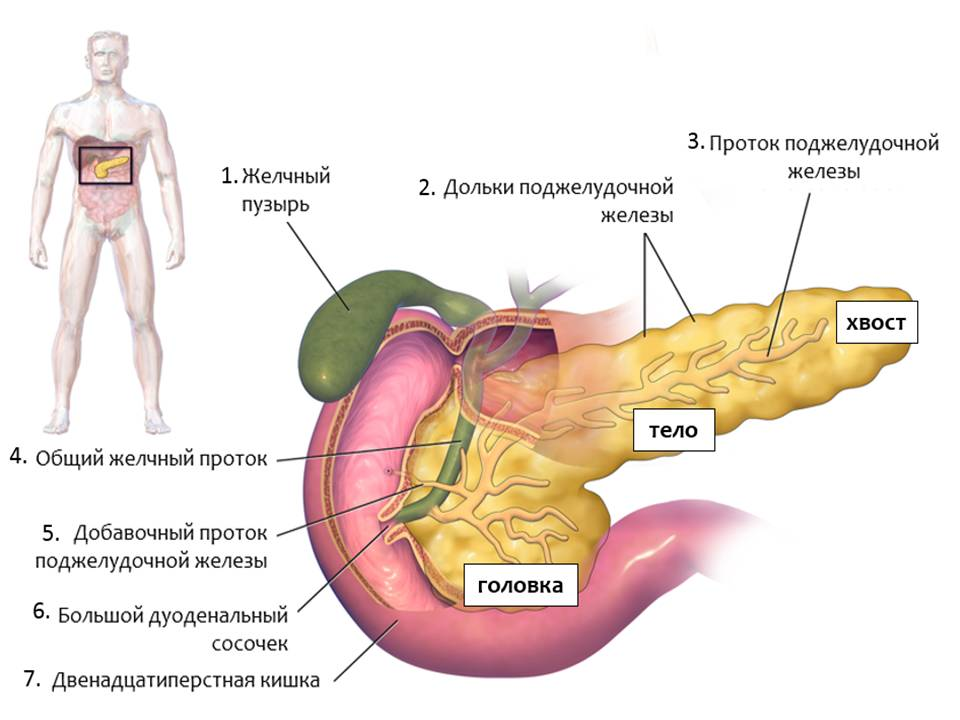 1. Желчный
пузырь
2. Дольки поджелудочной
железы
3. Проток поджелудочной
железы
хвост
тело
4. Общий желчный проток
5. Добавочный проток
поджелудочной железы
головка
6. Большой дуоденальный
сосочек
7. Двенадцатиперстная кишка